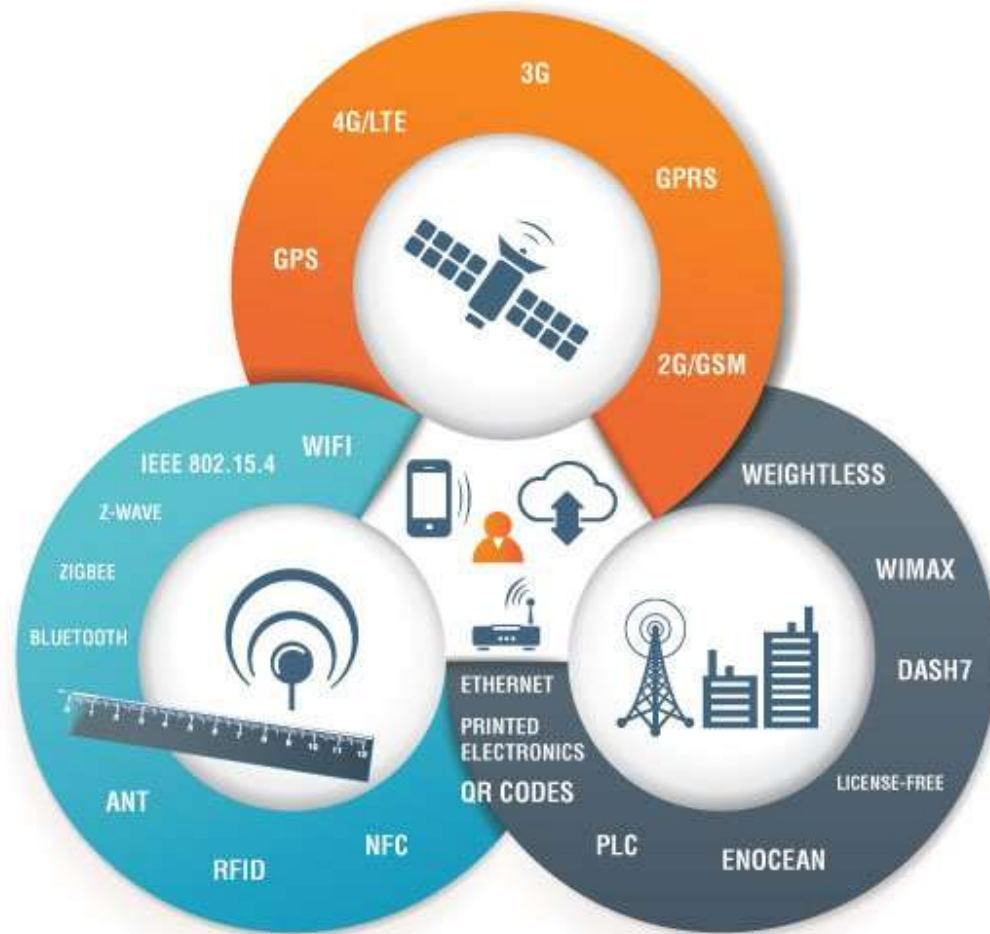 3G
4G/LTE
GPRS
GPS
2G/GSM
WIFI
IEEE 802.15.4
Z-WAVE
ZIGBEE
BLUETOOTH
ANT
RFID
NFC
WEIGHTLESS
WIMAX
DASH7
LICENSE-FREE
ENOCEAN
PLC
ETHERNET
PRINTED
ELECTRONICS
QR CODES